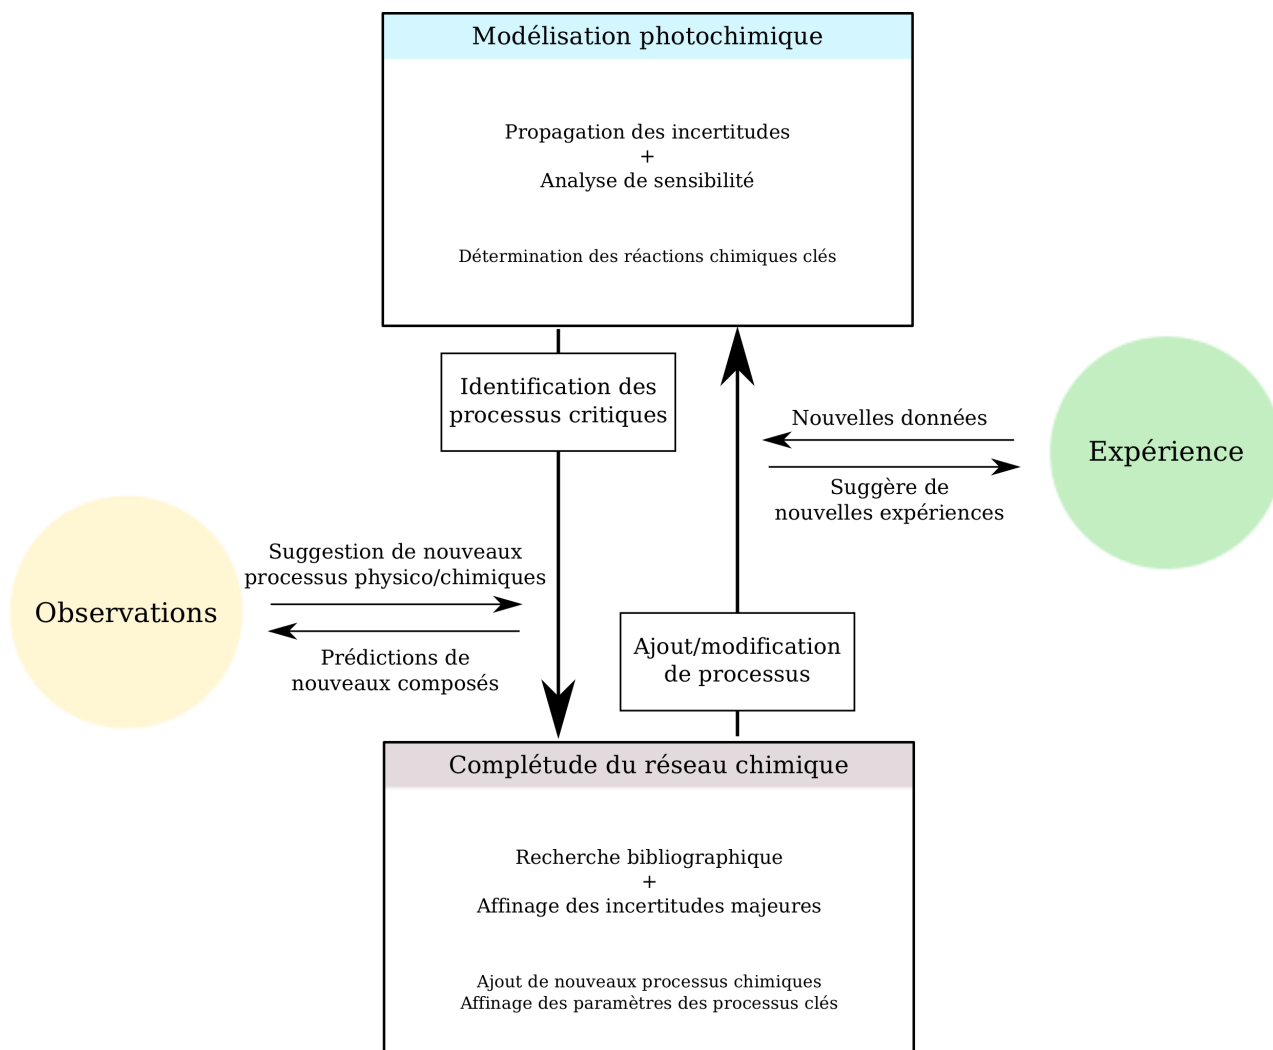 Modélisation photochimique
Propagation des incertitudes
+
Analyse de sensibilité
Détermination des réactions chimiques clés
Identification des
processus critiques
Nouvelles données
Expérience
Suggère de
nouvelles expériences
Suggestion de nouveaux
processus physico/chimiques
Observations
Prédictions de
nouveaux composés
Ajout/modification
de processus
Complétude du réseau chimique
Recherche bibliographique
+
Affinage des incertitudes majeures
Ajout de nouveaux processus chimiques
Affinage des paramètres des processus clés